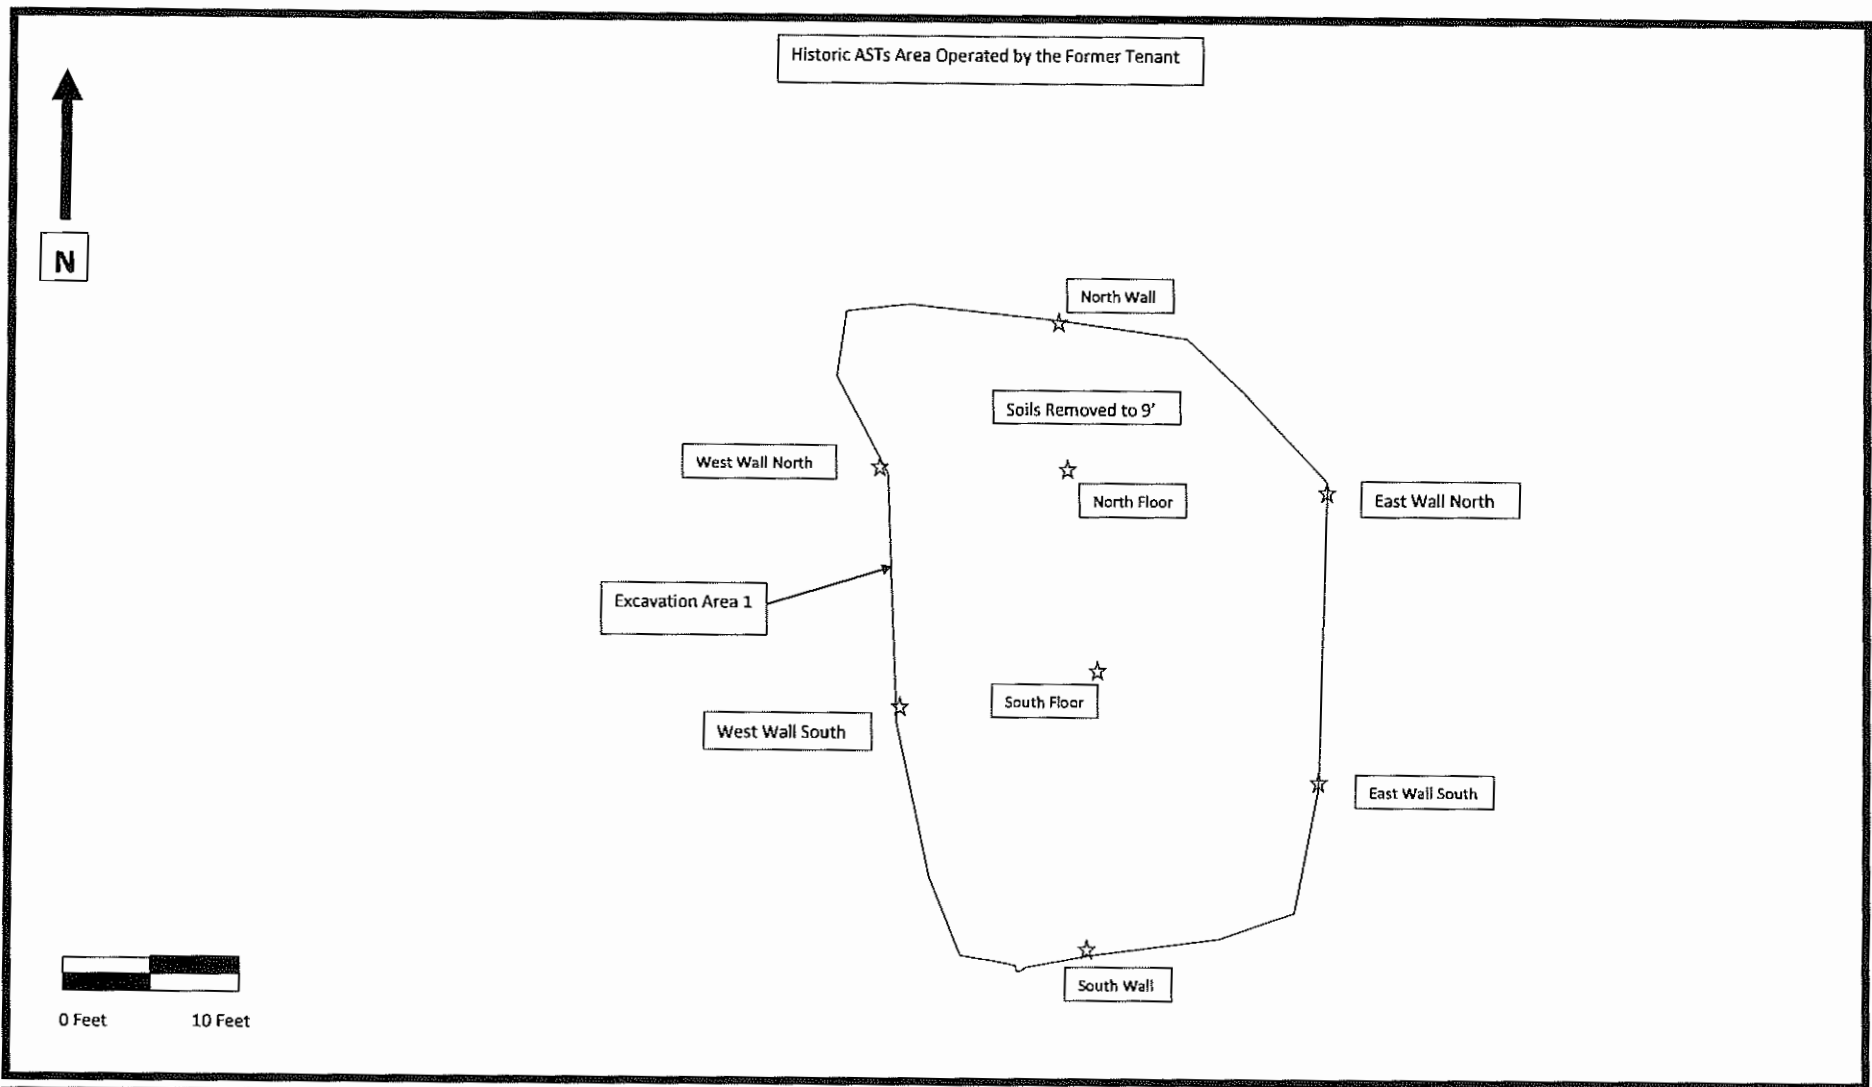 Historic ASTs Area Operated by the Former Tenant
N
North Wall
Soils Removed to 9’
West Wall North
North Floor
East Wall North
Excavation Area 1
South Floor
West Wall South
East Wall South
South Wall
0 Feet
10 Feet